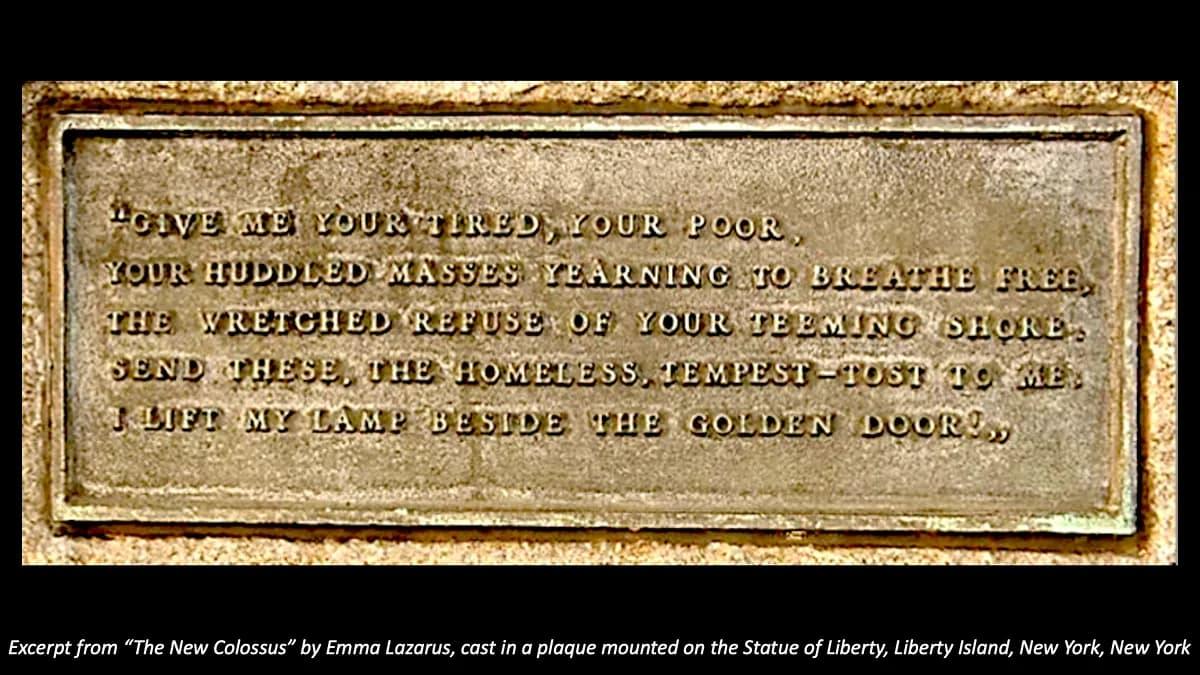 "GIVE ME YOUR TIRED, YOUR POOR,
YOUR HUDDLED MASSES YEARNING TO BREATHE FREE,
THE WRETCHED REFUSE OF YOUR TEEMING SHORE.
SEND THESE, THE HOMELESS, TEMPEST-TOST TO ME,
I LIFT MY LAMP BESIDE THE GOLDEN DOOR!„
Excerpt from “The New Colossus” by Emma Lazarus, cast in a plaque mounted on the Statue of Liberty, Liberty Island, New York, New York